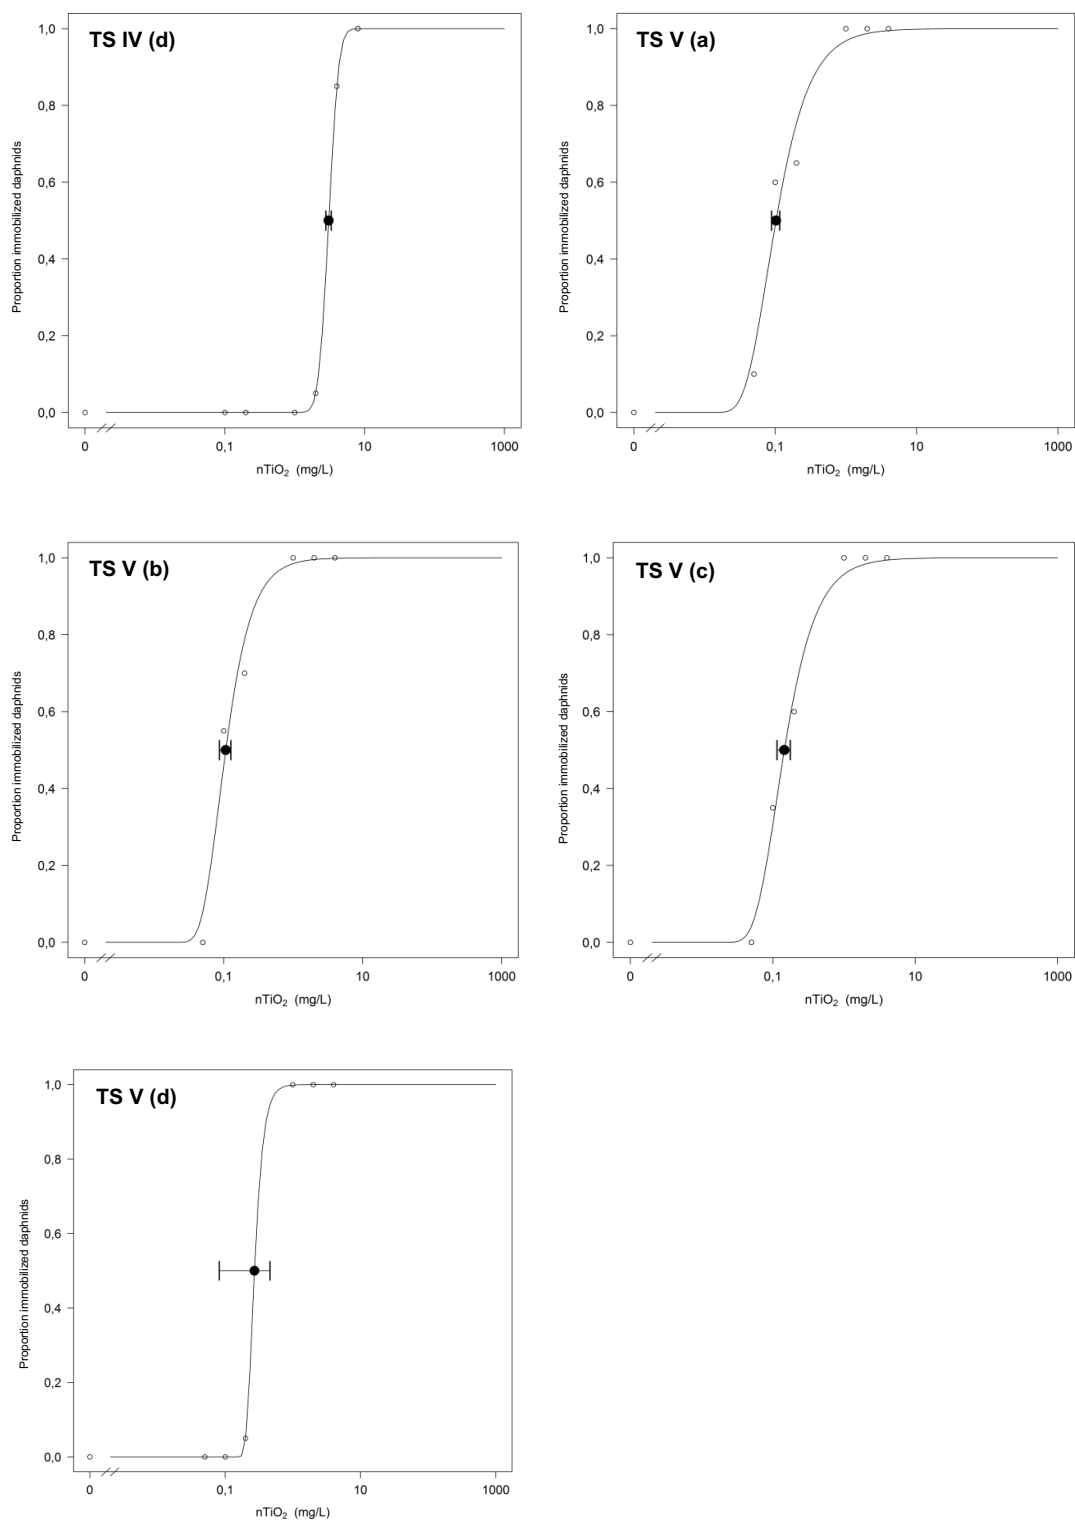 TS IV (d)
Proportion immobilized daphnids
1,0
0,8
0,6
0,4
0,2
0,0
0 0,1 10 1000
nTiO₂ (mg/L)
TS V (a)
Proportion immobilized daphnids
1,0
0,8
0,6
0,4
0,2
0,0
0 0,1 10 1000
nTiO₂ (mg/L)
TS V (b)
Proportion immobilized daphnids
1,0
0,8
0,6
0,4
0,2
0,0
0 0,1 10 1000
nTiO₂ (mg/L)
TS V (c)
Proportion immobilized daphnids
1,0
0,8
0,6
0,4
0,2
0,0
0 0,1 10 1000
nTiO₂ (mg/L)
TS V (d)
Proportion immobilized daphnids
1,0
0,8
0,6
0,4
0,2
0,0
0 0,1 10 1000
nTiO₂ (mg/L)